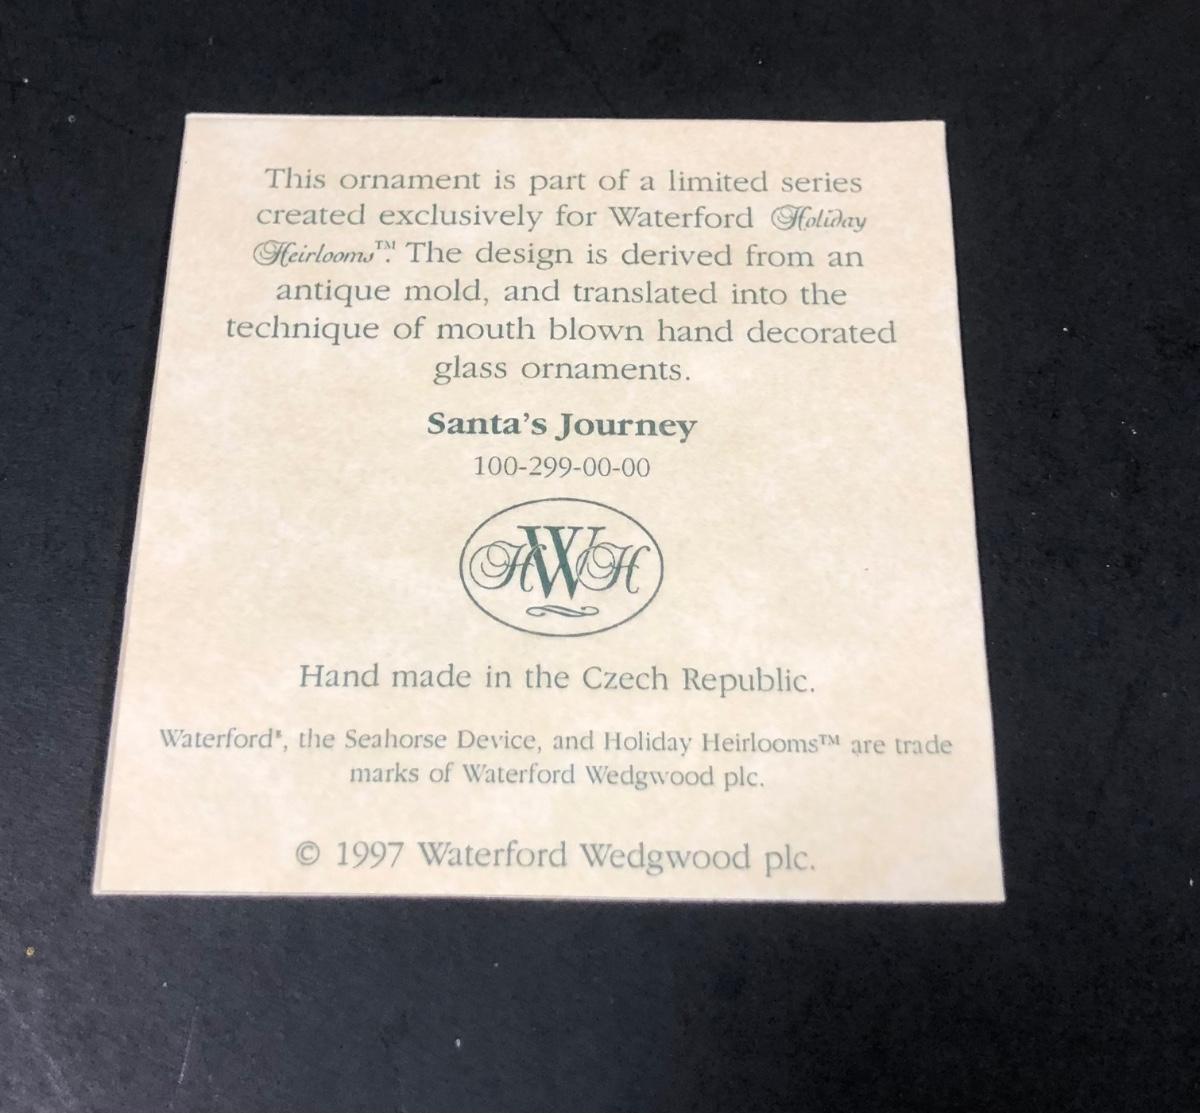 This ornament is part of a limited series
created exclusively for Waterford Holiday
Heirlooms™. The design is derived from an
antique mold, and translated into the
technique of mouth blown hand decorated
glass ornaments.
Santa's Journey
100-299-00-00
HWH
Hand made in the Czech Republic.
Waterford®, the Seahorse Device, and Holiday Heirlooms™ are trade
marks of Waterford Wedgwood plc.
© 1997 Waterford Wedgwood plc.